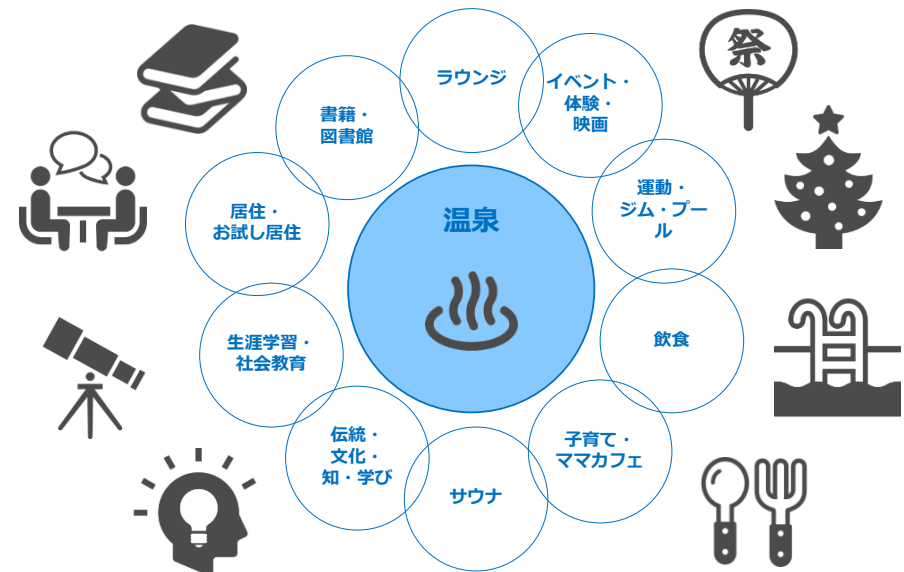 祭
ラウンジ
イベント・
体験・
映画
書籍・
図書館
運動・
ジム・プー
ル
居住・
お試し居住
温泉
飲食
生涯学習・
社会教育
子育て・
ママカフェ
伝統・
文化・
知・学び
サウナ